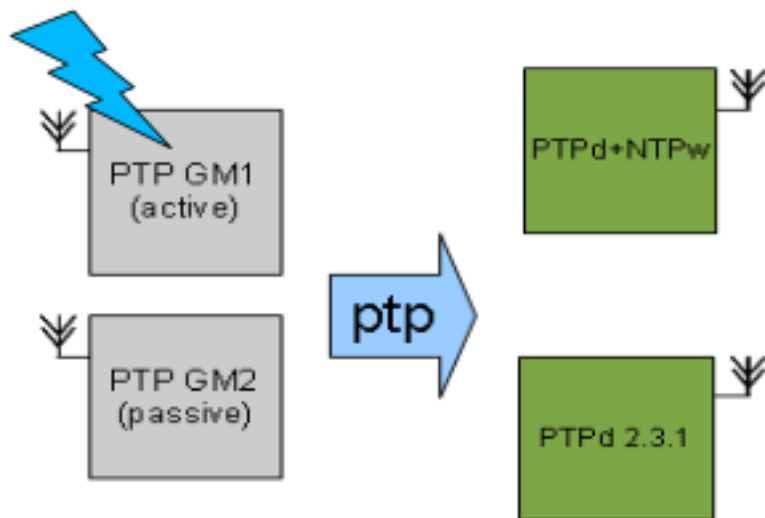 PTP GM1
(active)
PTP GM2
(passive)
ptp
PTPd+NTPw
PTPd 2.3.1